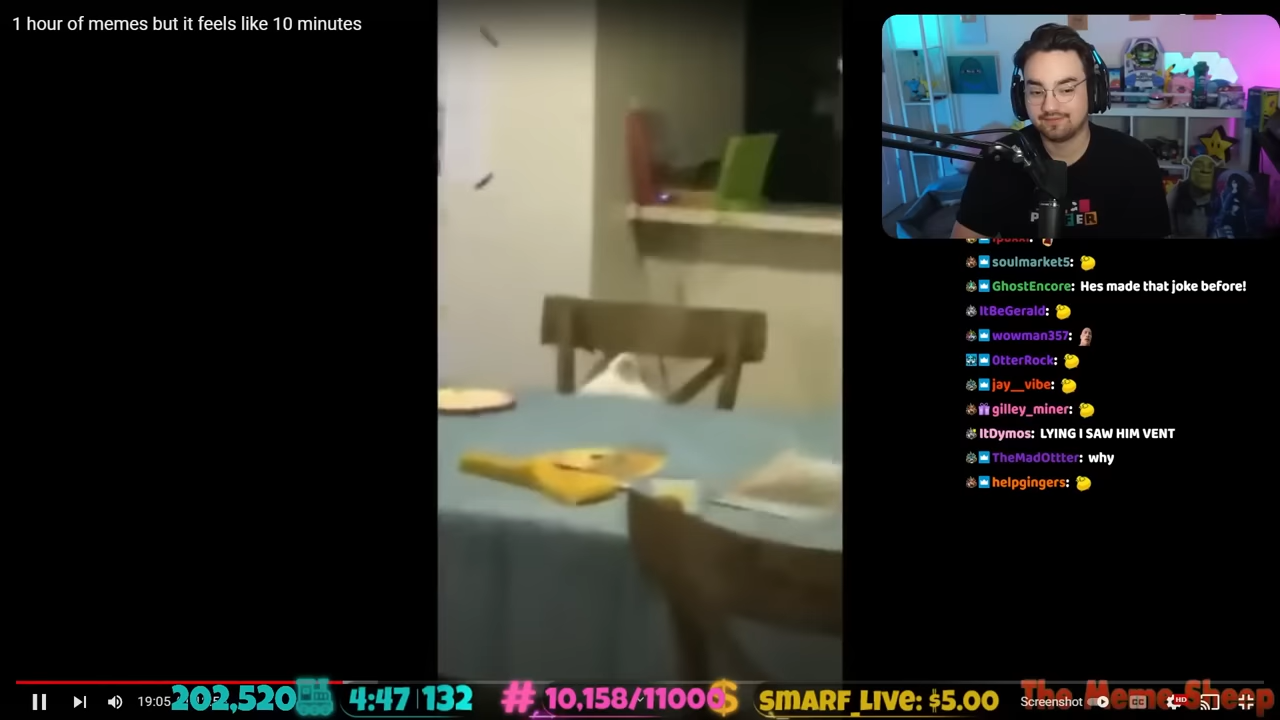 1 hour of memes but it feels like 10 minutes
soulmarket5:
GhostEncore: Hes made that joke before!
ItBeGerald:
wowman357:
OtterRock:
jay__vibe:
gilley_miner:
ItDymos: LYING I SAW HIM VENT
TheMadOttter: why
helpgingers:
19:05
202,520 4:47 132 # 10,158/11000 $ SMARF_LIVE: $5.00 The Meme Sheep
Screenshot CC HD